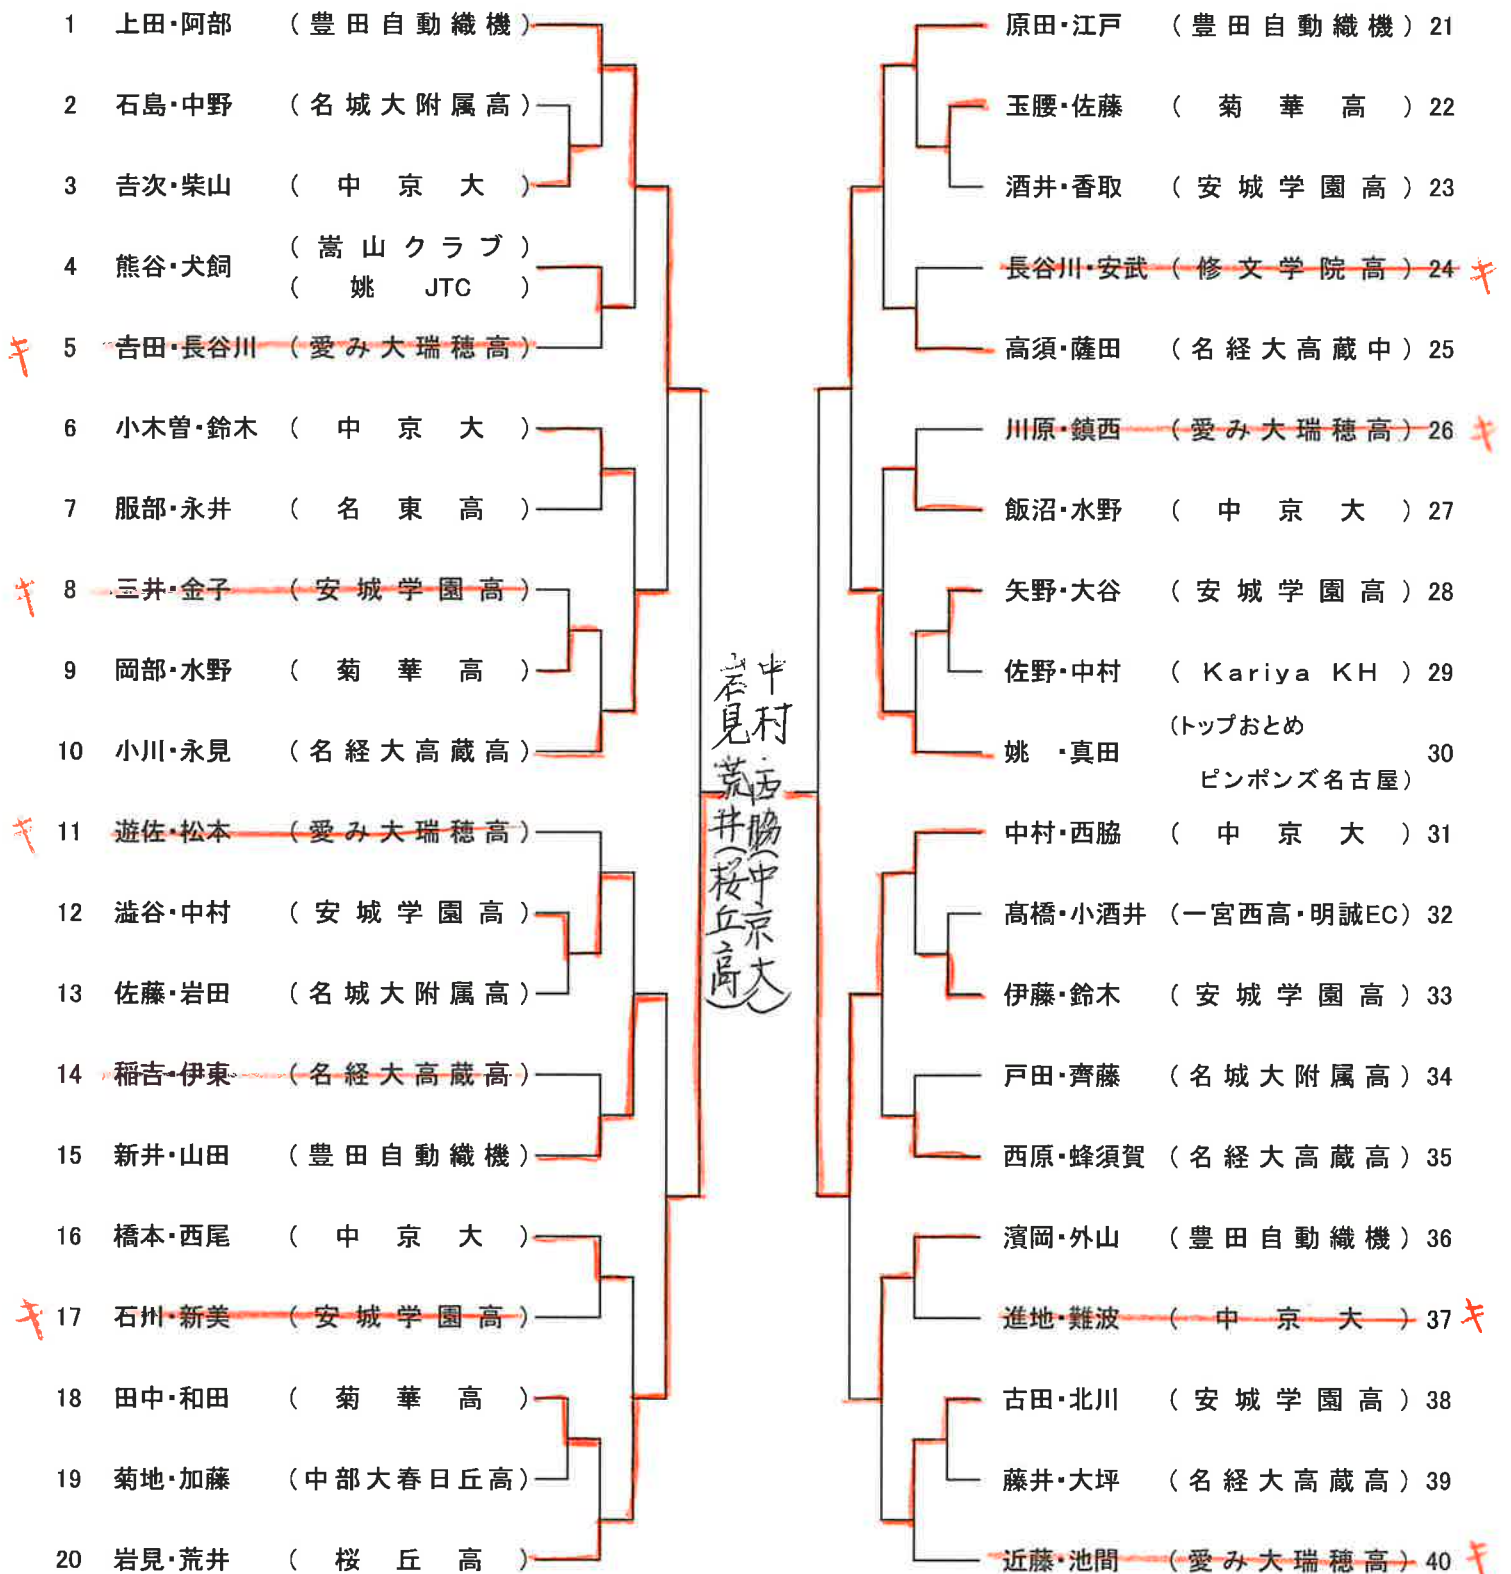 1 上田・阿部 (豊田自動織機)
2 石島・中野 (名城大附属高)
3 𠮷次・柴山 (中京大)
4 熊谷・犬飼 (嵩山クラブ)
(姚 JTC)
キ 5 𠮷田・長谷川 (愛み大瑞穂高)
6 小木曽・鈴木 (中京大)
7 服部・永井 (名東高)
キ 8 三井・金子 (安城学園高)
9 岡部・水野 (菊華高)
10 小川・永見 (名経大高蔵高)
キ 11 遊佐・松本 (愛み大瑞穂高)
12 澁谷・中村 (安城学園高)
13 佐藤・岩田 (名城大附属高)
14 稲吉・伊東 (名経大高蔵高)
15 新井・山田 (豊田自動織機)
16 橋本・西尾 (中京大)
キ 17 石川・新美 (安城学園高)
18 田中・和田 (菊華高)
19 菊地・加藤 (中部大春日丘高)
20 岩見・荒井 (桜丘高)
中村 西脇(中京大)
岩見 荒井(桜丘高)
原田・江戸 (豊田自動織機) 21
玉腰・佐藤 (菊華高) 22
酒井・香取 (安城学園高) 23
長谷川・安武 (修文学院高) 24 キ
高須・薩田 (名経大高蔵中) 25
川原・鎮西 (愛み大瑞穂高) 26 キ
飯沼・水野 (中京大) 27
矢野・大谷 (安城学園高) 28
佐野・中村 (Kariya KH) 29
(トップおとめ
姚 ・真田 30
ピンポンズ名古屋)
中村・西脇 (中京大) 31
髙橋・小酒井 (一宮西高・明誠EC) 32
伊藤・鈴木 (安城学園高) 33
戸田・齊藤 (名城大附属高) 34
西原・蜂須賀 (名経大高蔵高) 35
濱岡・外山 (豊田自動織機) 36
進地・難波 (中京大) 37 キ
古田・北川 (安城学園高) 38
藤井・大坪 (名経大高蔵高) 39
近藤・池間 (愛み大瑞穂高) 40 キ